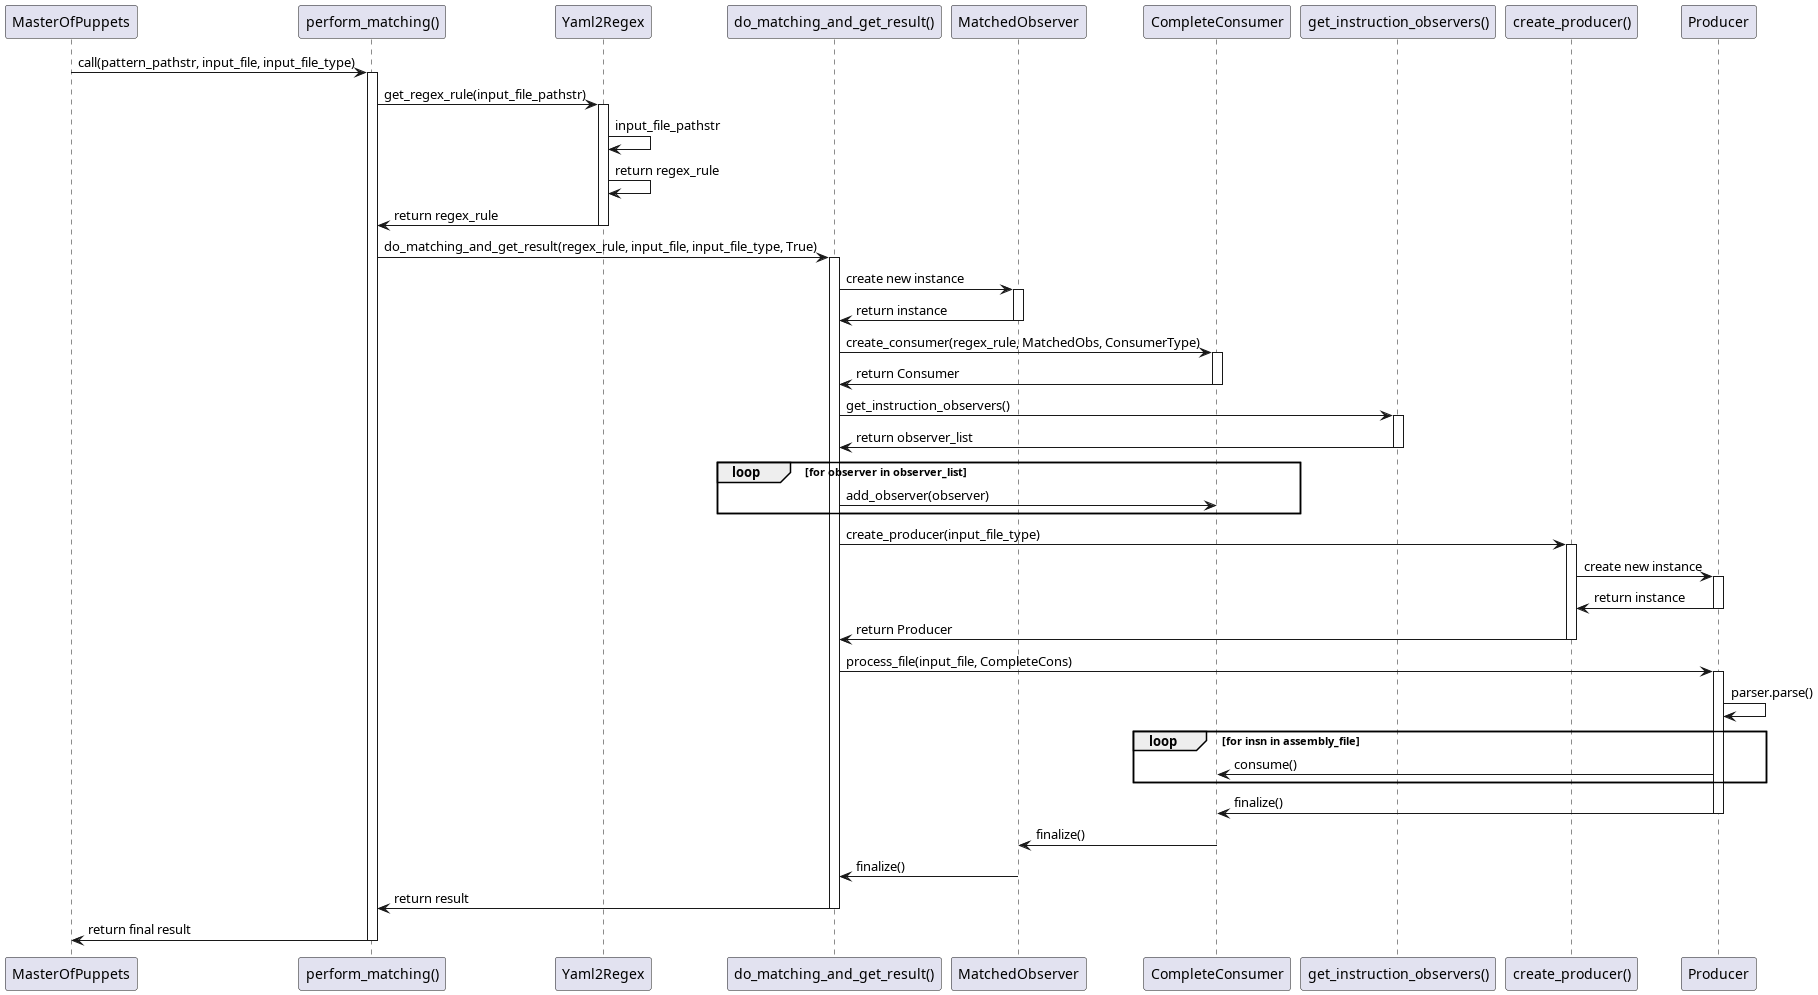 MasterOfPuppets
perform_matching()
Yaml2Regex
do_matching_and_get_result()
MatchedObserver
CompleteConsumer
get_instruction_observers()
create_producer()
Producer
call(pattern_pathstr, input_file, input_file_type)
get_regex_rule(input_file_pathstr)
input_file_pathstr
return regex_rule
return regex_rule
do_matching_and_get_result(regex_rule, input_file, input_file_type, True)
create new instance
return instance
create_consumer(regex_rule, MatchedObs, ConsumerType)
return Consumer
get_instruction_observers()
return observer_list
loop [for observer in observer_list]
add_observer(observer)
create_producer(input_file_type)
create new instance
return instance
return Producer
process_file(input_file, CompleteCons)
parser.parse()
loop [for insn in assembly_file]
consume()
finalize()
finalize()
finalize()
return result
return final result
MasterOfPuppets
perform_matching()
Yaml2Regex
do_matching_and_get_result()
MatchedObserver
CompleteConsumer
get_instruction_observers()
create_producer()
Producer